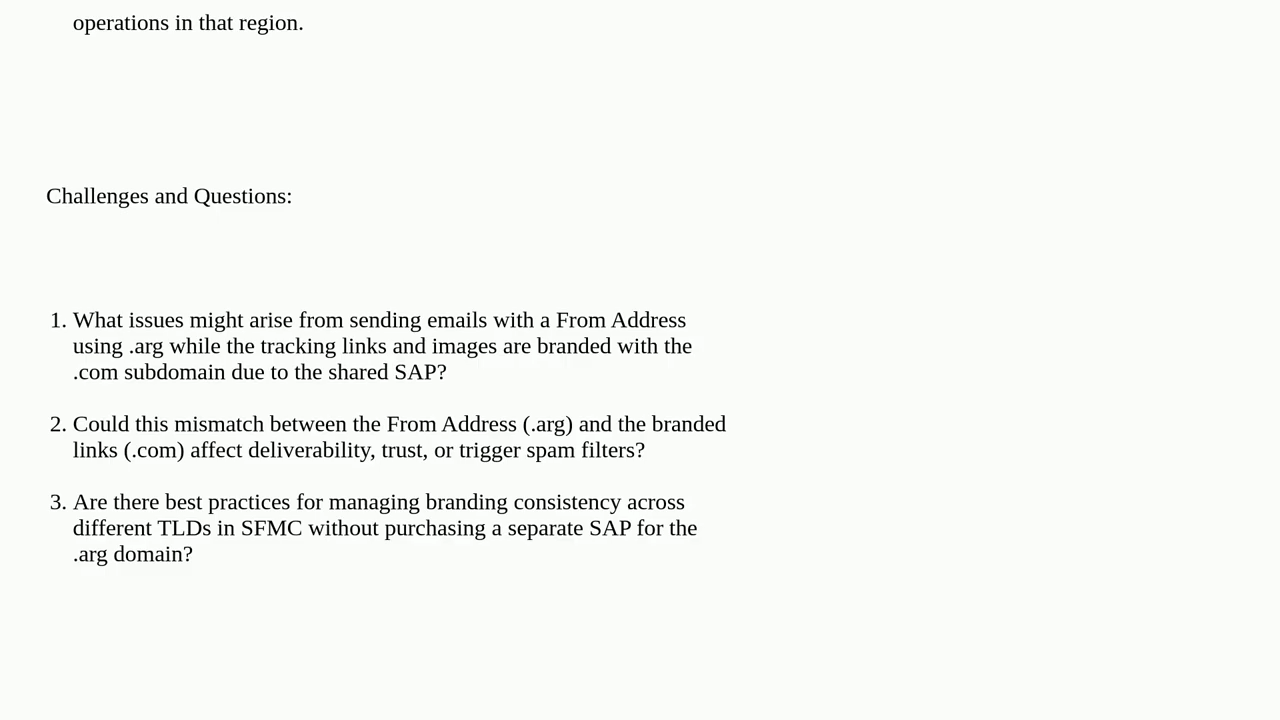 operations in that region.
Challenges and Questions:
1. What issues might arise from sending emails with a From Address
using .arg while the tracking links and images are branded with the
.com subdomain due to the shared SAP?
2. Could this mismatch between the From Address (.arg) and the branded
links (.com) affect deliverability, trust, or trigger spam filters?
3. Are there best practices for managing branding consistency across
different TLDs in SFMC without purchasing a separate SAP for the
.arg domain?